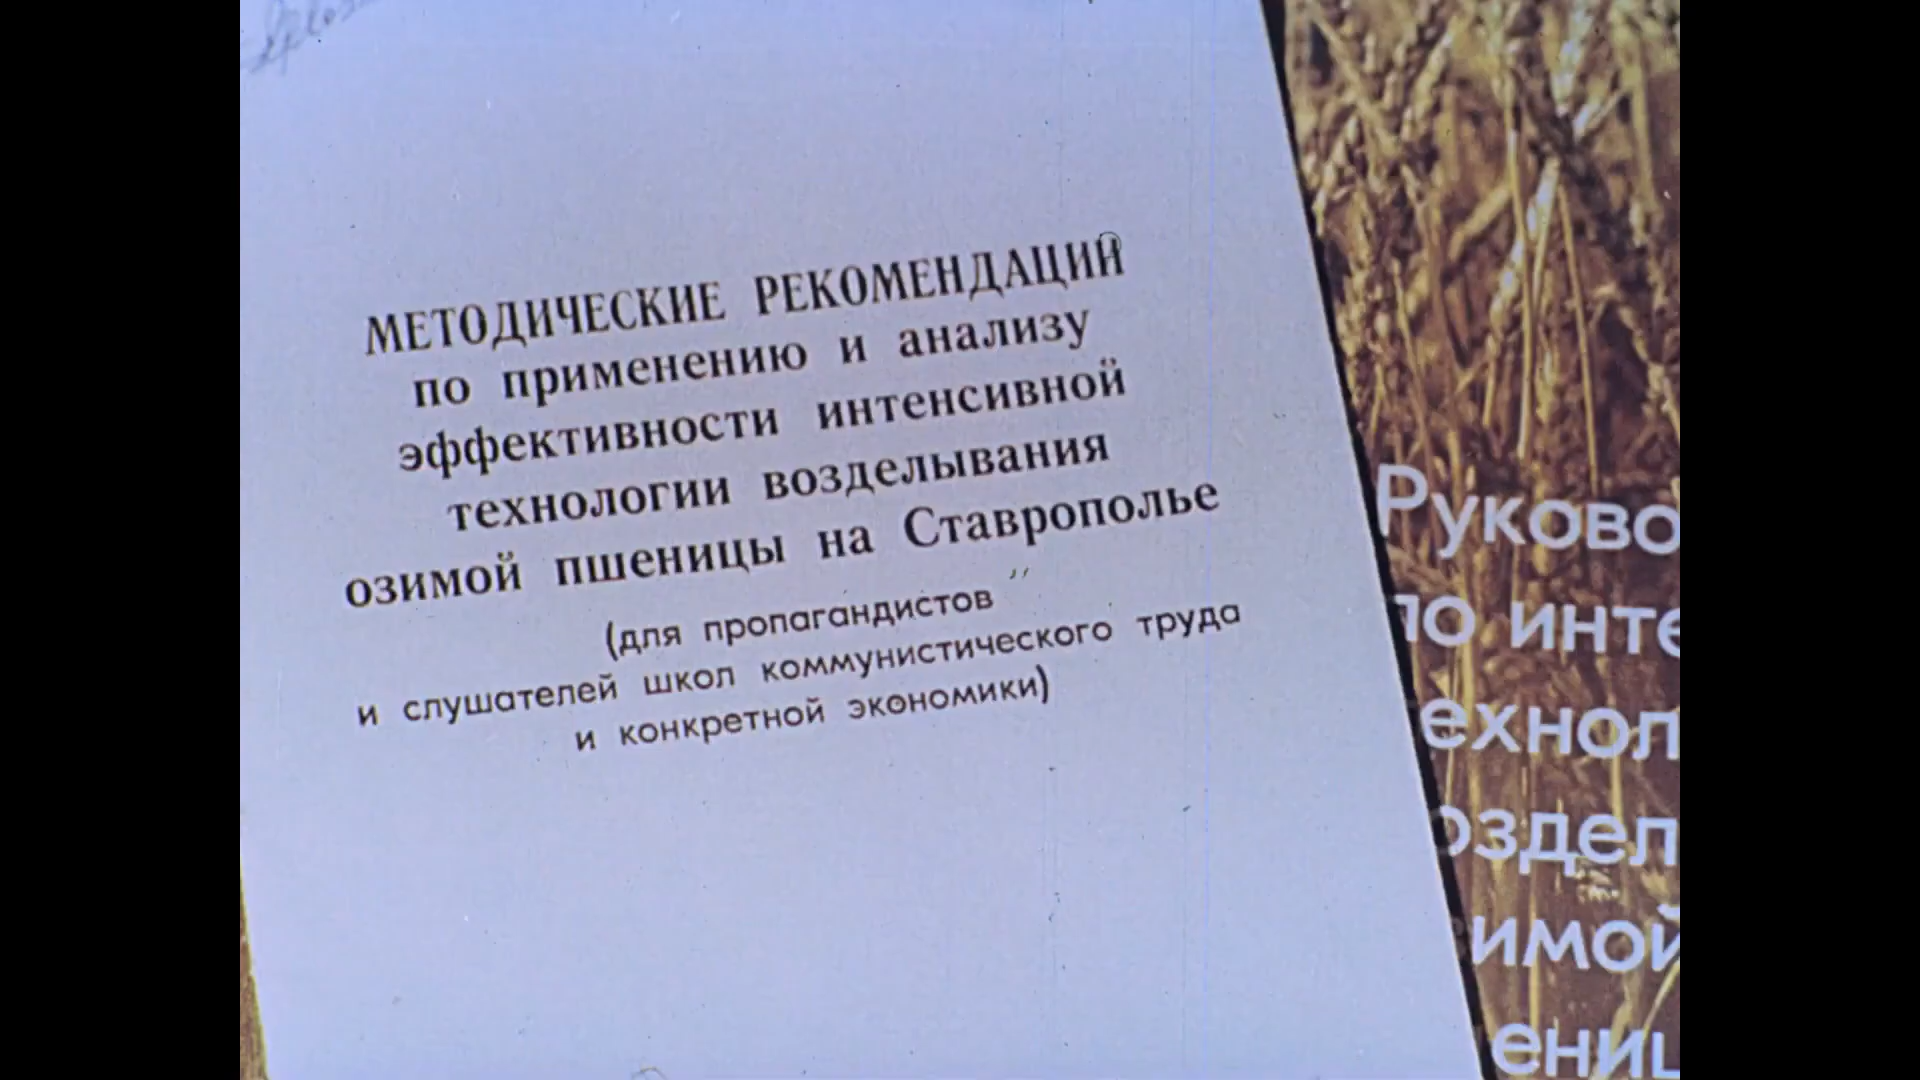 МЕТОДИЧЕСКИЕ РЕКОМЕНДАЦИИ
по применению и анализу
эффективности интенсивной
технологии возделывания
озимой пшеницы на Ставрополье
(для пропагандистов
и слушателей школ коммунистического труда
и конкретной экономики)
Руково
по инте
ехнол
оздел
имой
ениц